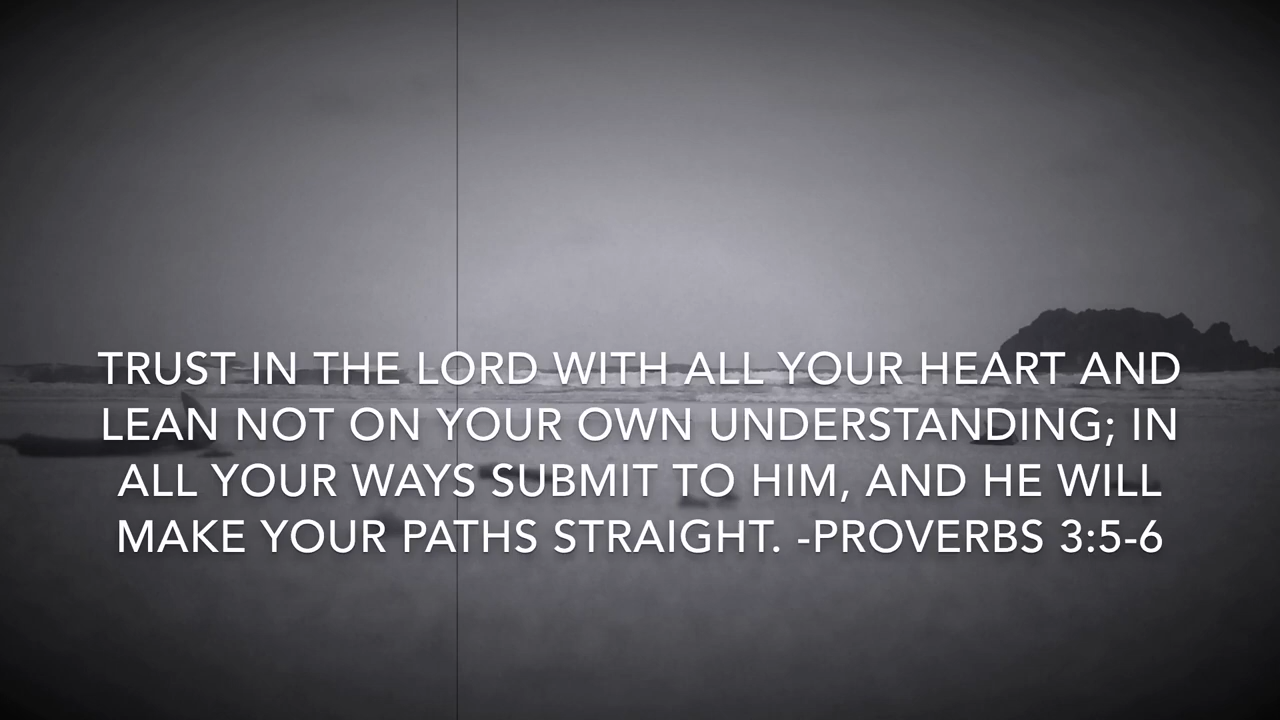 TRUST IN THE LORD WITH ALL YOUR HEART AND
LEAN NOT ON YOUR OWN UNDERSTANDING; IN
ALL YOUR WAYS SUBMIT TO HIM, AND HE WILL
MAKE YOUR PATHS STRAIGHT. -PROVERBS 3:5-6